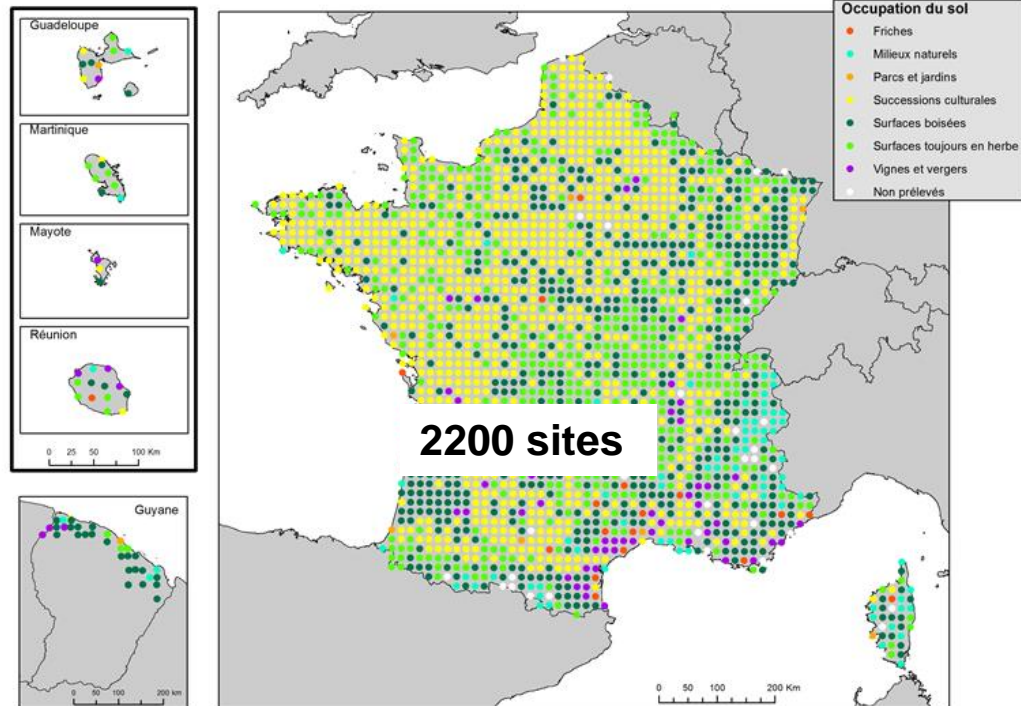 Guadeloupe
Martinique
Mayote
Réunion
0 25 50 100 Km
Guyane
0 50 100 200 km
2200 sites
Occupation du sol
Friches
Milieux naturels
Parcs et jardins
Successions culturales
Surfaces boisées
Surfaces toujours en herbe
Vignes et vergers
Non prélevés
0 50 100 200 Km